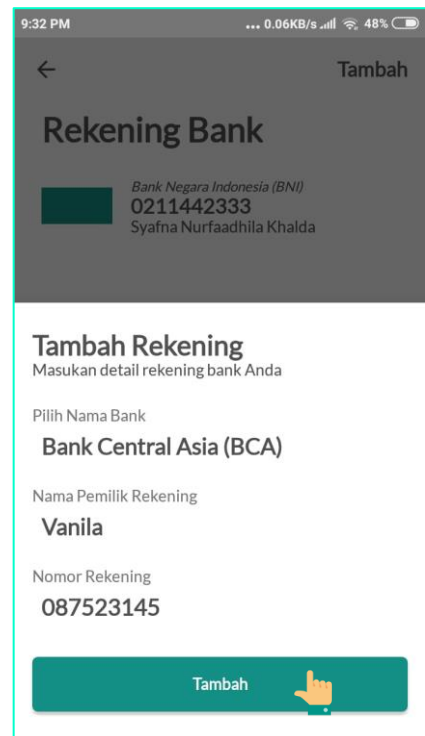 9:32 PM ... 0.06KB/s 48%
Tambah
Rekening Bank
Bank Negara Indonesia (BNI)
0211442333
Syafna Nurfaadhila Khalda
Tambah Rekening
Masukan detail rekening bank Anda
Pilih Nama Bank
Bank Central Asia (BCA)
Nama Pemilik Rekening
Vanila
Nomor Rekening
087523145
Tambah